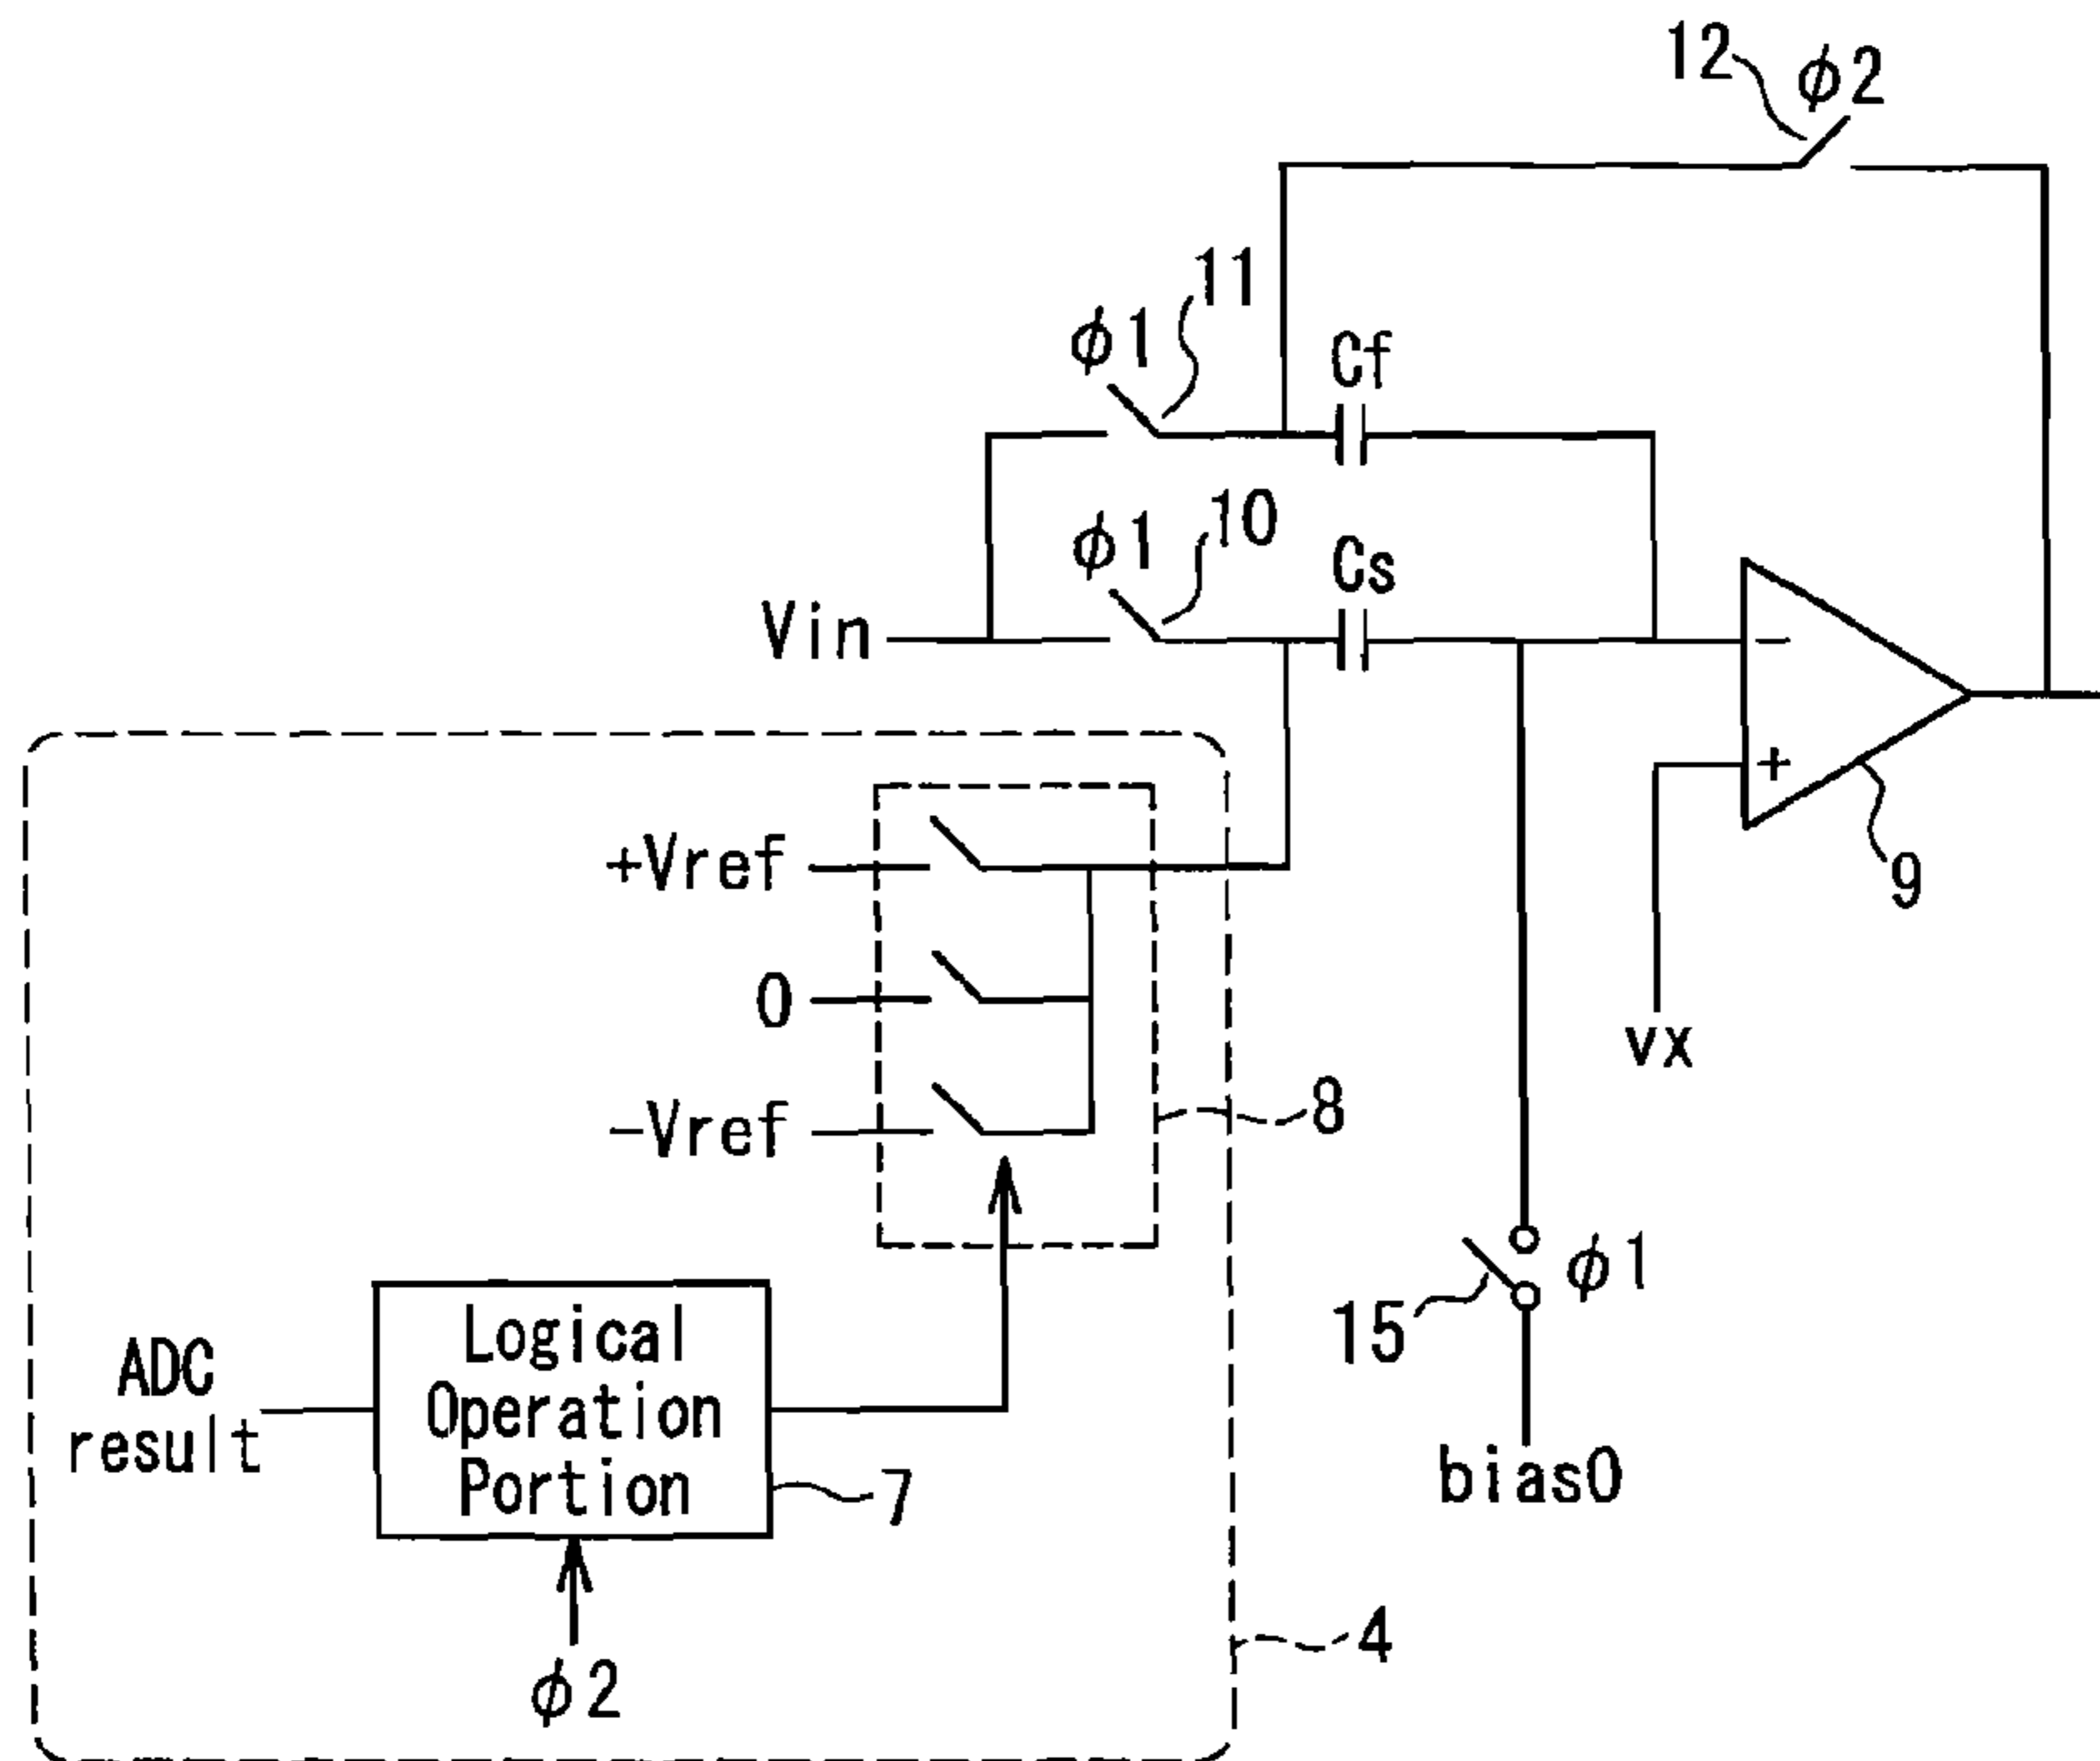 12
ϕ2
11
ϕ1
Cf
10
ϕ1
Cs
Vin
−
+
9
+Vref
0
vx
−Vref
8
ϕ1
15
Logical
Operation
Portion
ADC
result
7
bias0
4
ϕ2